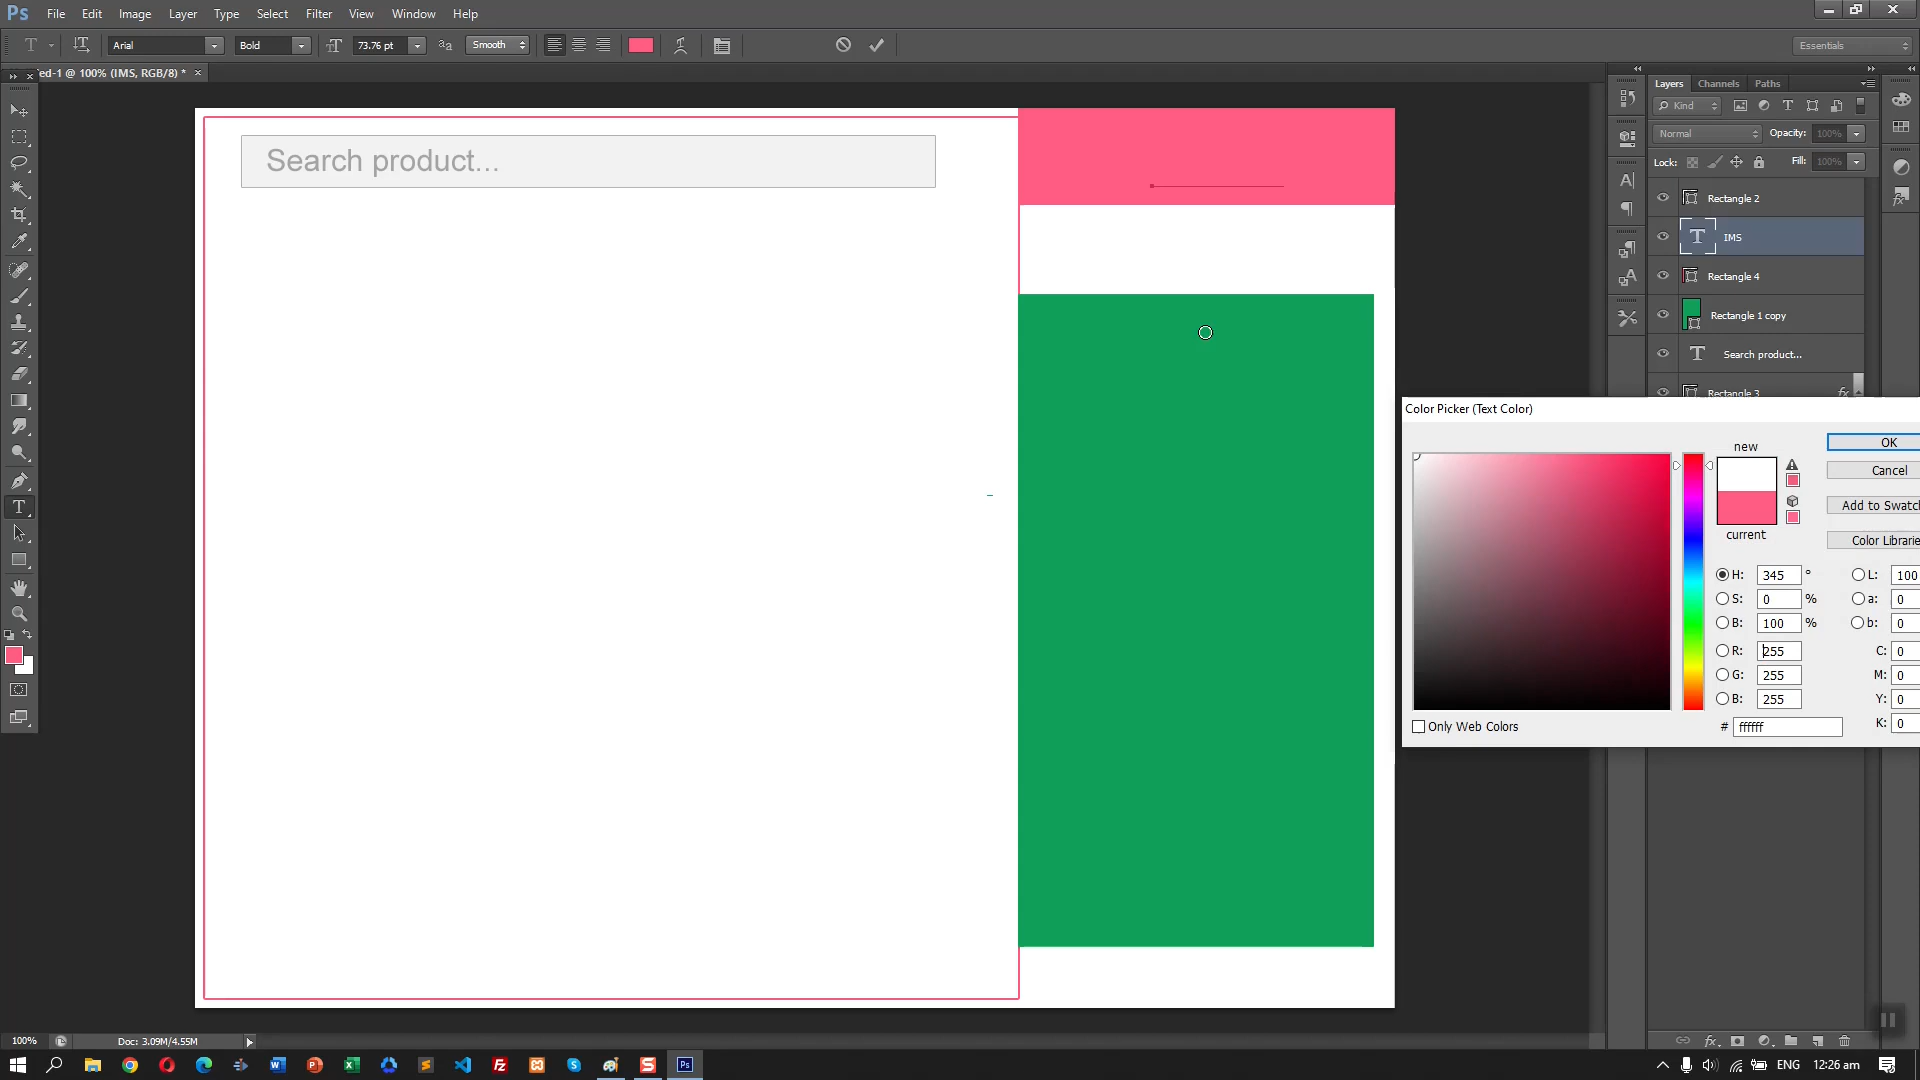 Ps File Edit Image Layer Type Select Filter View Window Help
T Arial Bold 73.76 pt Smooth Essentials
ed-1 @ 100% (IMS, RGB/8) * ×
Layers Channels Paths
Kind
Normal Opacity: 100%
Lock: Fill: 100%
Search product...
Rectangle 2
T IMS
Rectangle 4
Rectangle 1 copy
T Search product...
Rectangle 3 fx
Color Picker (Text Color)
new
OK
Cancel
Add to Swatch
Color Librarie
current
H: 345 ° L: 100
S: 0 % a: 0
B: 100 % b: 0
R: 255 C: 0
G: 255 M: 0
B: 255 Y: 0
# ffffff K: 0
Only Web Colors
100% Doc: 3.09M/4.55M
ENG 12:26 am